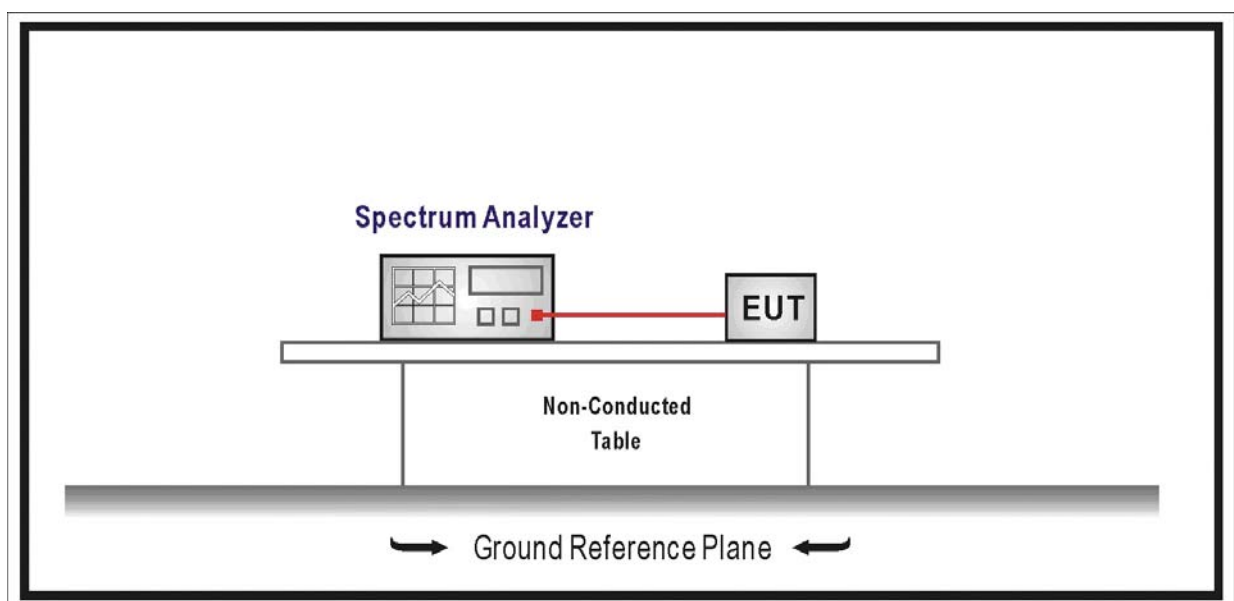 Spectrum Analyzer
EUT
Non-Conducted
Table
Ground Reference Plane